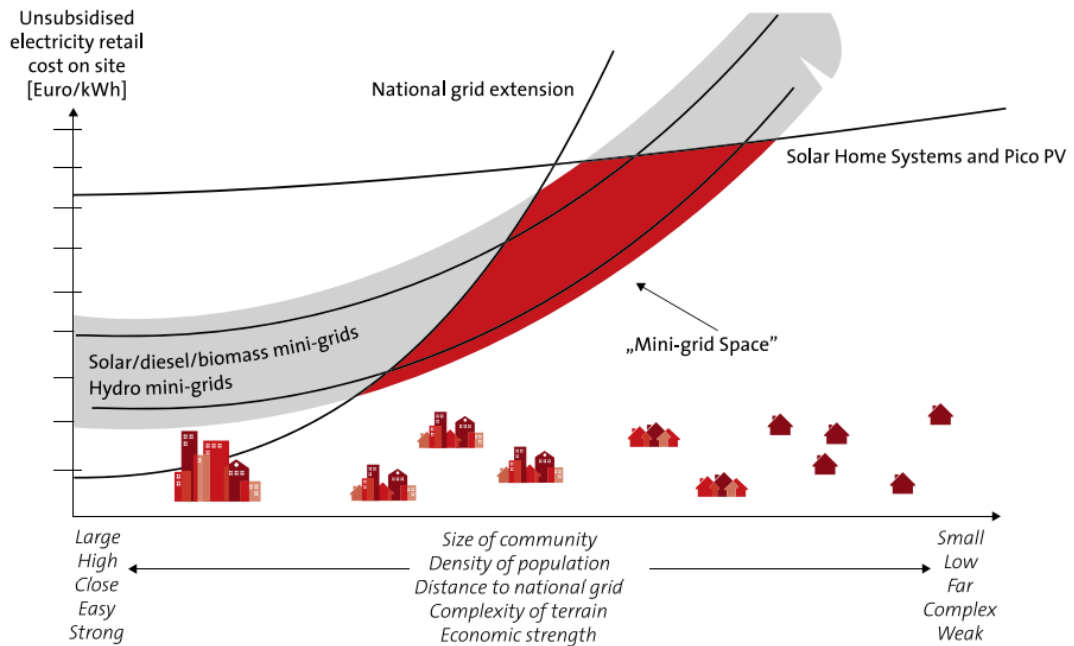 Unsubsidised
electricity retail
cost on site
[Euro/kWh]
National grid extension
Solar Home Systems and Pico PV
„Mini-grid Space”
Solar/diesel/biomass mini-grids
Hydro mini-grids
Large
High
Close
Easy
Strong
Size of community
Density of population
Distance to national grid
Complexity of terrain
Economic strength
Small
Low
Far
Complex
Weak